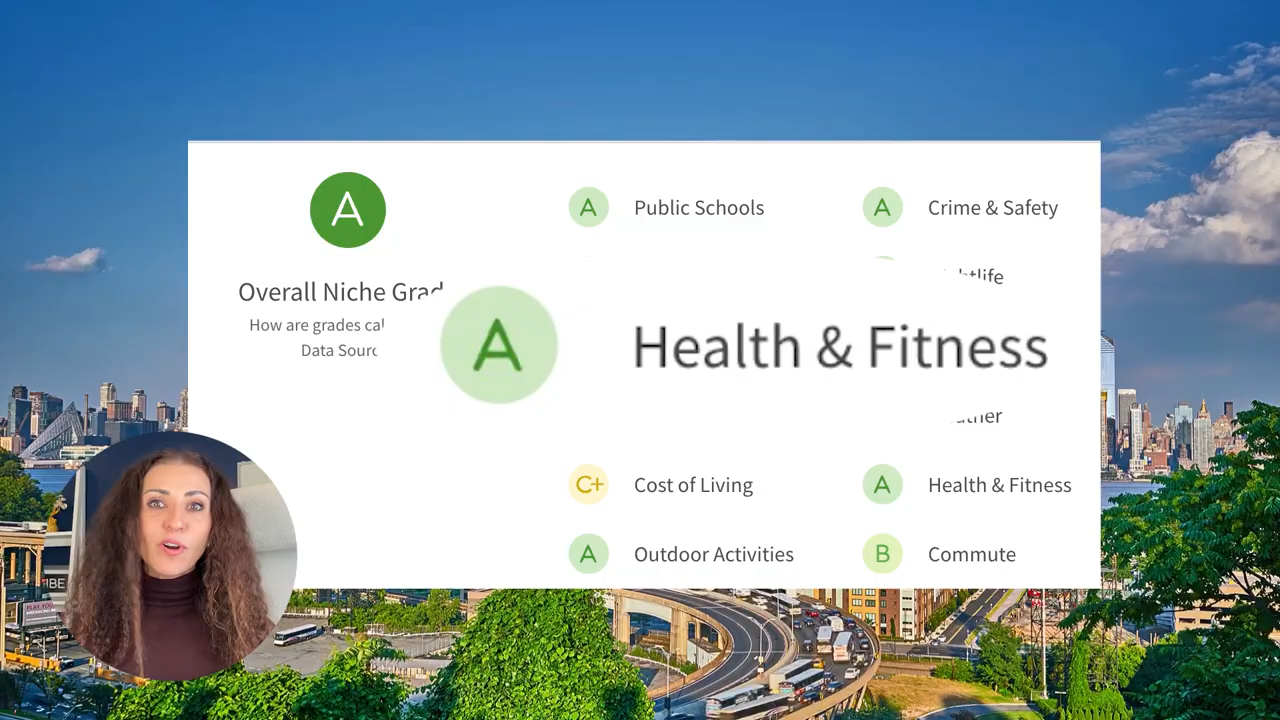 A
Overall Niche Grad
How are grades cal
Data Sourc
A Public Schools
A Crime & Safety
A Health & Fitness
C+ Cost of Living
A Health & Fitness
A Outdoor Activities
B Commute